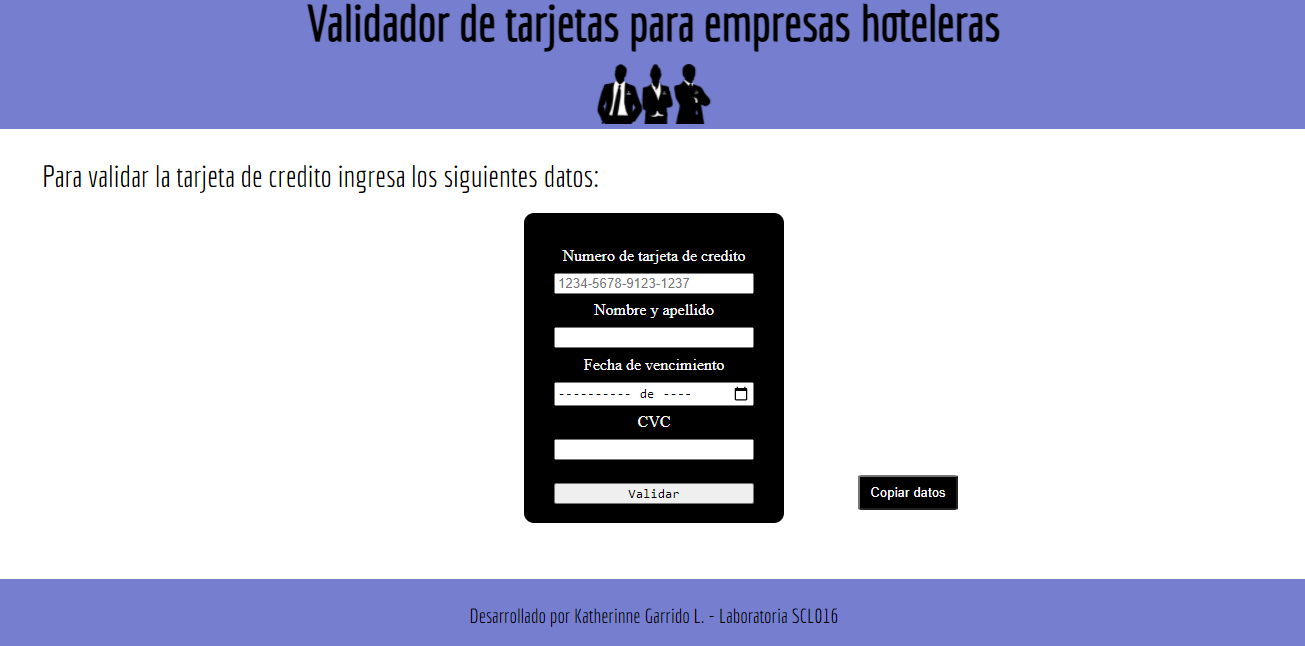 Validador de tarjetas para empresas hoteleras
Para validar la tarjeta de credito ingresa los siguientes datos:
Numero de tarjeta de credito
1234-5678-9123-1237
Nombre y apellido
Fecha de vencimiento
---------- de ----
CVC
Validar
Copiar datos
Desarrollado por Katherinne Garrido L. - Laboratoria SCL016